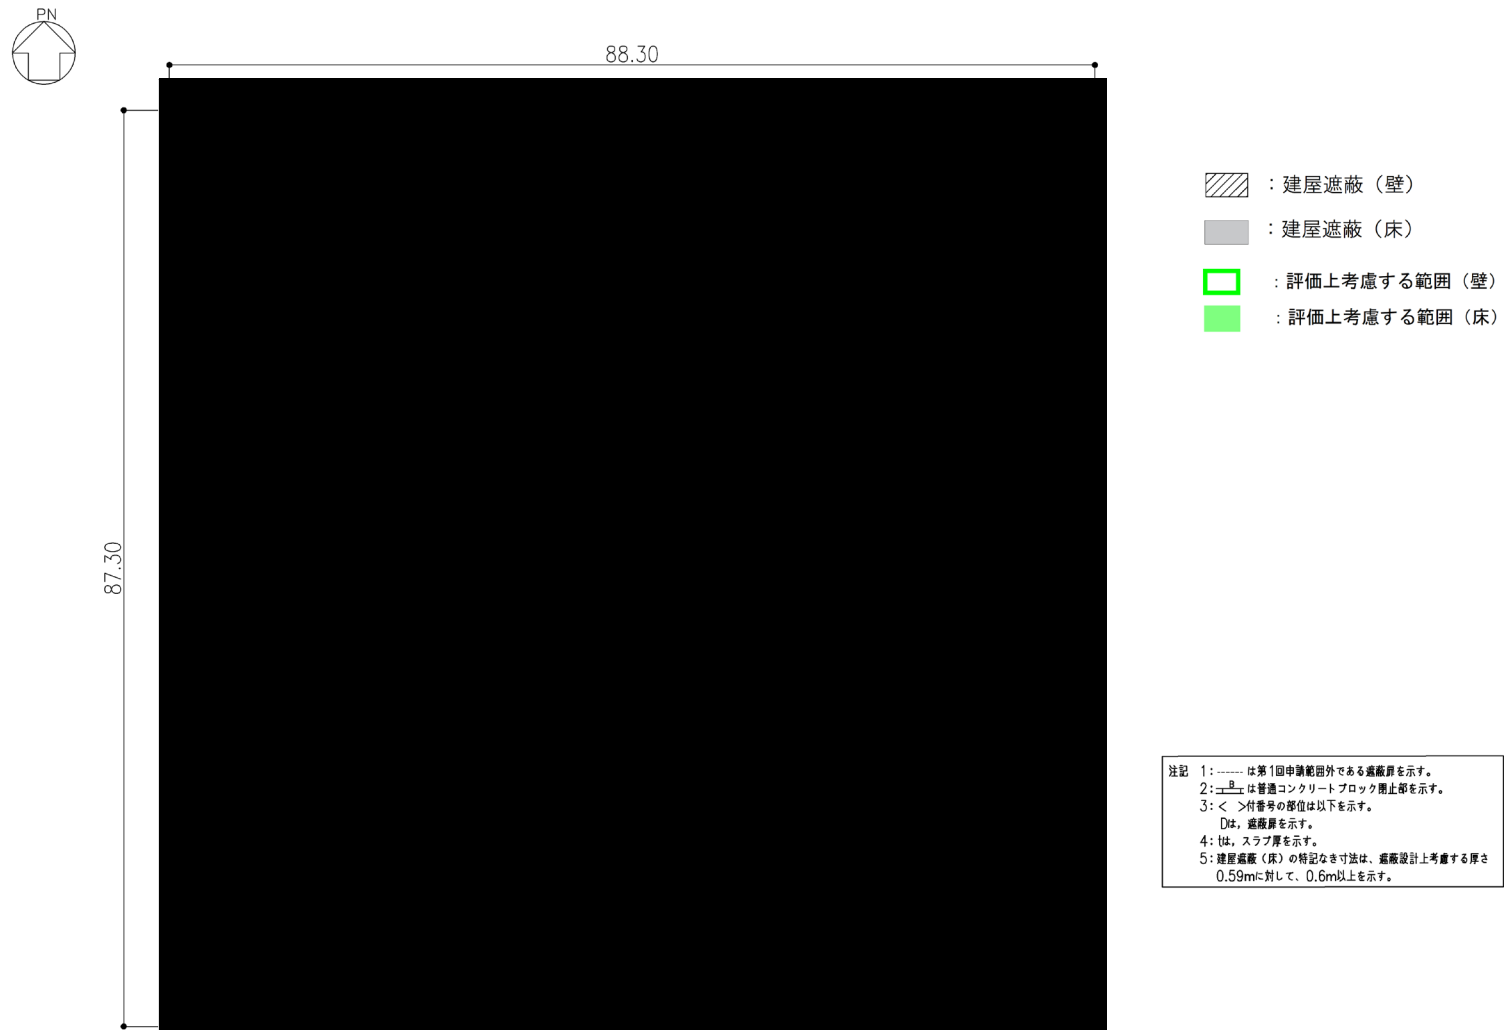 PN
88.30
87.30
：建屋遮蔽（壁）
：建屋遮蔽（床）
：評価上考慮する範囲（壁）
：評価上考慮する範囲（床）
注記 1：------ は第1回申請範囲外である遮蔽扉を示す。
2：B は普通コンクリートブロック閉止部を示す。
3：< >付番号の部位は以下を示す。
Dは，遮蔽扉を示す。
4：tは，スラブ厚を示す。
5：建屋遮蔽（床）の特記なき寸法は、遮蔽設計上考慮する厚さ
0.59mに対して、0.6m以上を示す。